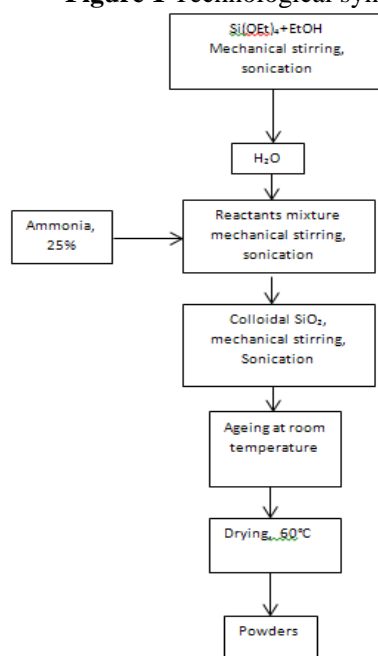 Figure 1 Technological syn
Si(OEt)₄+EtOH
Mechanical stirring,
sonication
H₂O
Reactants mixture
mechanical stirring,
sonication
Ammonia,
25%
Colloidal SiO₂,
mechanical stirring,
Sonication
Ageing at room
temperature
Drying, 60°C
Powders